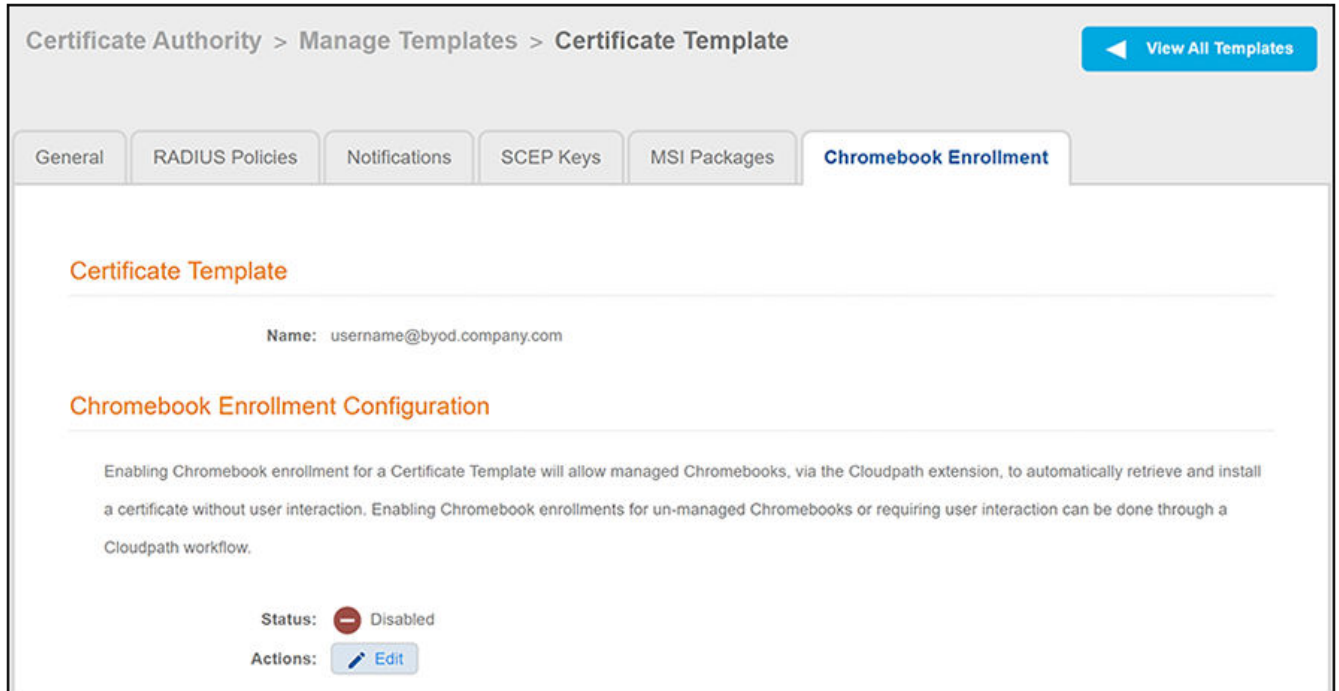 Certificate Authority > Manage Templates > Certificate Template
View All Templates
General
RADIUS Policies
Notifications
SCEP Keys
MSI Packages
Chromebook Enrollment
Certificate Template
Name: username@byod.company.com
Chromebook Enrollment Configuration
Enabling Chromebook enrollment for a Certificate Template will allow managed Chromebooks, via the Cloudpath extension, to automatically retrieve and install
a certificate without user interaction. Enabling Chromebook enrollments for un-managed Chromebooks or requiring user interaction can be done through a
Cloudpath workflow.
Status: Disabled
Actions: Edit